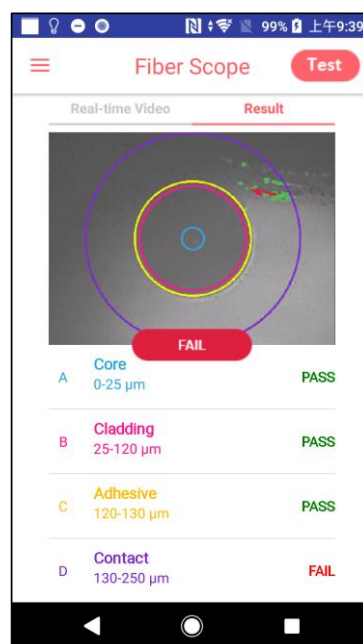 99% 上午9:39
Fiber Scope
Test
Real-time Video
Result
FAIL
A
Core
0-25 μm
PASS
B
Cladding
25-120 μm
PASS
C
Adhesive
120-130 μm
PASS
D
Contact
130-250 μm
FAIL